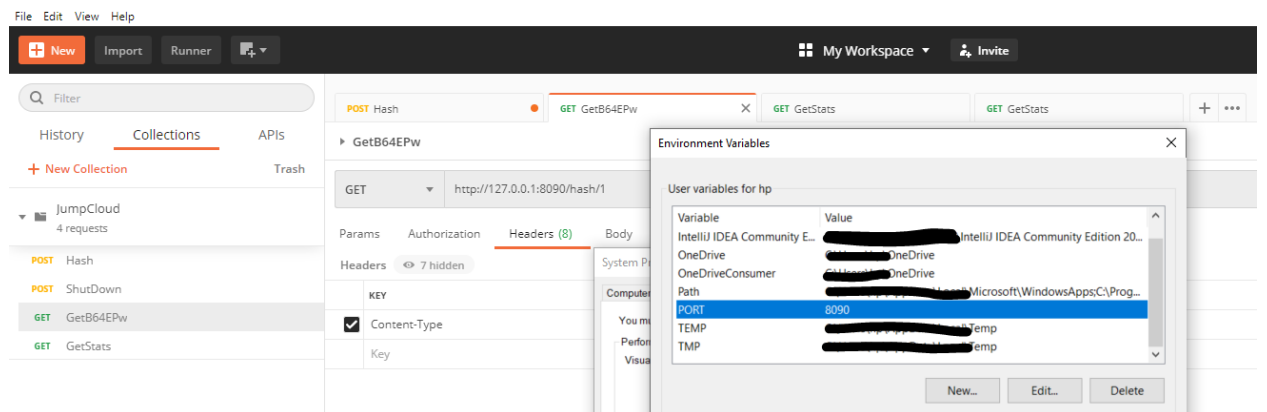 File Edit View Help
New Import Runner My Workspace Invite
Filter
POST Hash GET GetB64EPw GET GetStats GET GetStats
History Collections APIs
GetB64EPw
Environment Variables
New Collection Trash
GET http://127.0.0.1:8090/hash/1
User variables for hp
JumpCloud
4 requests
Variable Value
Params Authorization Headers (8) Body
IntelliJ IDEA Community E... IntelliJ IDEA Community Edition 20...
POST Hash
OneDrive OneDrive
Headers 7 hidden
System
OneDriveConsumer OneDrive
POST ShutDown
KEY
Computer
Path Microsoft\WindowsApps;C:\Prog...
GET GetB64EPw
PORT 8090
Content-Type
You
TEMP Temp
GET GetStats
Key
TMP Temp
New... Edit... Delete